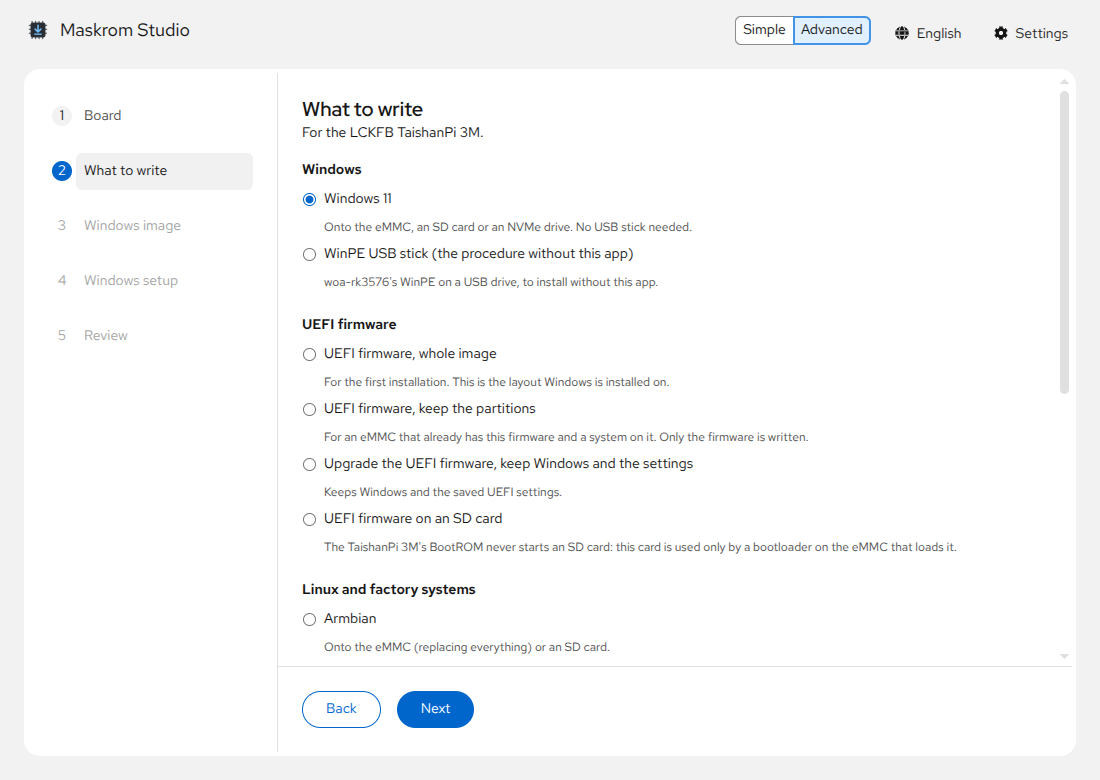 Maskrom Studio
Simple
Advanced
English
Settings
1 Board
2 What to write
3 Windows image
4 Windows setup
5 Review
What to write
For the LCKFB TaishanPi 3M.
Windows
Windows 11
Onto the eMMC, an SD card or an NVMe drive. No USB stick needed.
WinPE USB stick (the procedure without this app)
woa-rk3576's WinPE on a USB drive, to install without this app.
UEFI firmware
UEFI firmware, whole image
For the first installation. This is the layout Windows is installed on.
UEFI firmware, keep the partitions
For an eMMC that already has this firmware and a system on it. Only the firmware is written.
Upgrade the UEFI firmware, keep Windows and the settings
Keeps Windows and the saved UEFI settings.
UEFI firmware on an SD card
The TaishanPi 3M's BootROM never starts an SD card: this card is used only by a bootloader on the eMMC that loads it.
Linux and factory systems
Armbian
Onto the eMMC (replacing everything) or an SD card.
Back
Next